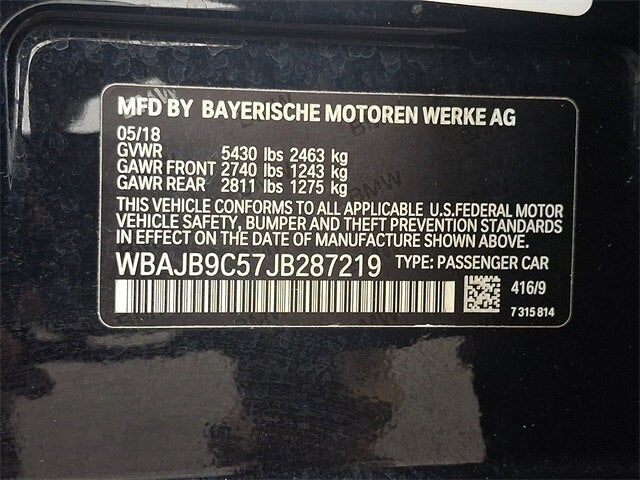 MFD BY BAYERISCHE MOTOREN WERKE AG
05/18
GVWR 5430 lbs 2463 kg
GAWR FRONT 2740 lbs 1243 kg
GAWR REAR 2811 lbs 1275 kg
THIS VEHICLE CONFORMS TO ALL APPLICABLE U.S.FEDERAL MOTOR
VEHICLE SAFETY, BUMPER AND THEFT PREVENTION STANDARDS
IN EFFECT ON THE DATE OF MANUFACTURE SHOWN ABOVE.
WBAJB9C57JB287219 TYPE: PASSENGER CAR
416/9
7 315 814